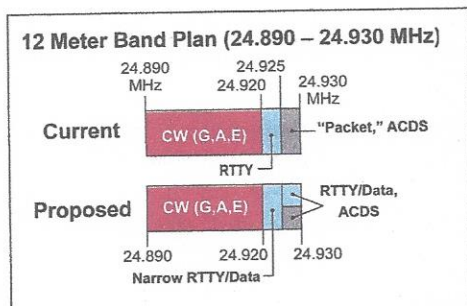 12 Meter Band Plan (24.890 – 24.930 MHz)
24.890
MHz
24.925
24.920
24.930
MHz
Current
CW (G,A,E)
"Packet," ACDS
RTTY
Proposed
CW (G,A,E)
RTTY/Data,
ACDS
24.890
24.920
24.930
Narrow RTTY/Data